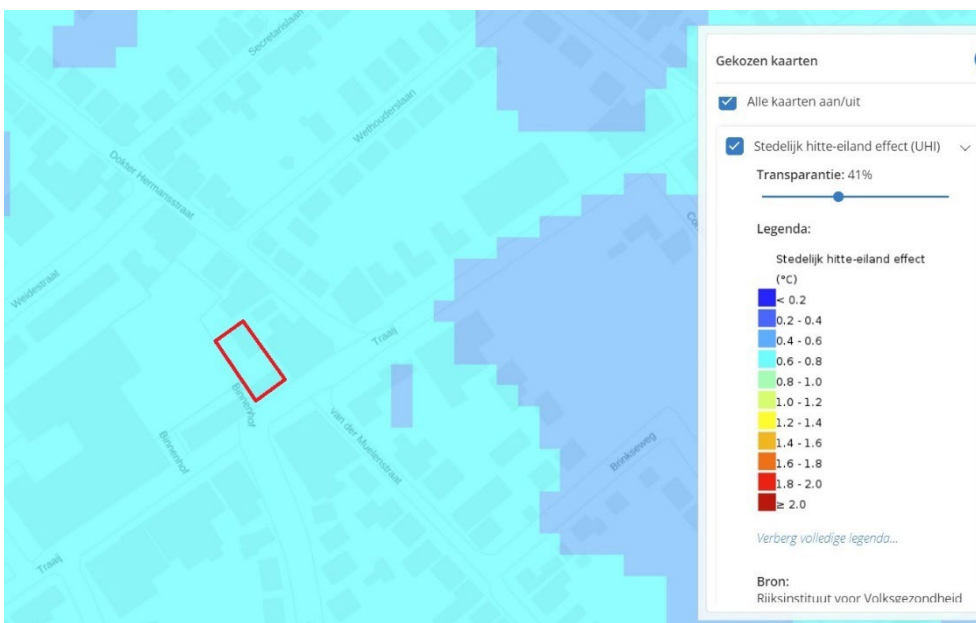 Secretarislaan
Wethouderslaan
Dokter Hermansstraat
Weidestraat
Traaij
Binnenhof
Binnenhof
van der Muelenstraat
Brinkseweg
Traaij
Gekozen kaarten
Alle kaarten aan/uit
Stedelijk hitte-eiland effect (UHI)
Transparantie: 41%
Legenda:
Stedelijk hitte-eiland effect
(°C)
< 0.2
0.2 - 0.4
0.4 - 0.6
0.6 - 0.8
0.8 - 1.0
1.0 - 1.2
1.2 - 1.4
1.4 - 1.6
1.6 - 1.8
1.8 - 2.0
≥ 2.0
Verberg volledige legenda...
Bron:
Rijksinstituut voor Volksgezondheid